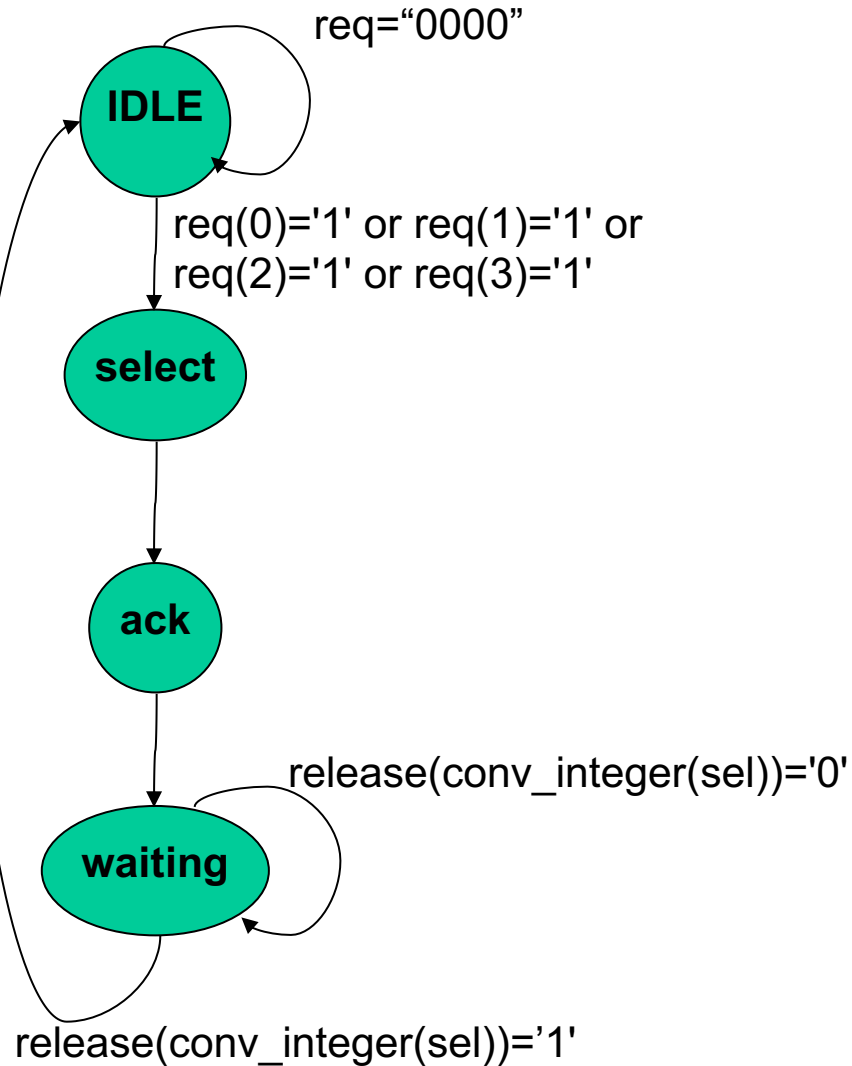 req=“0000”
IDLE
req(0)='1' or req(1)='1' or
req(2)='1' or req(3)='1'
select
ack
release(conv_integer(sel))='0'
waiting
release(conv_integer(sel))=’1'